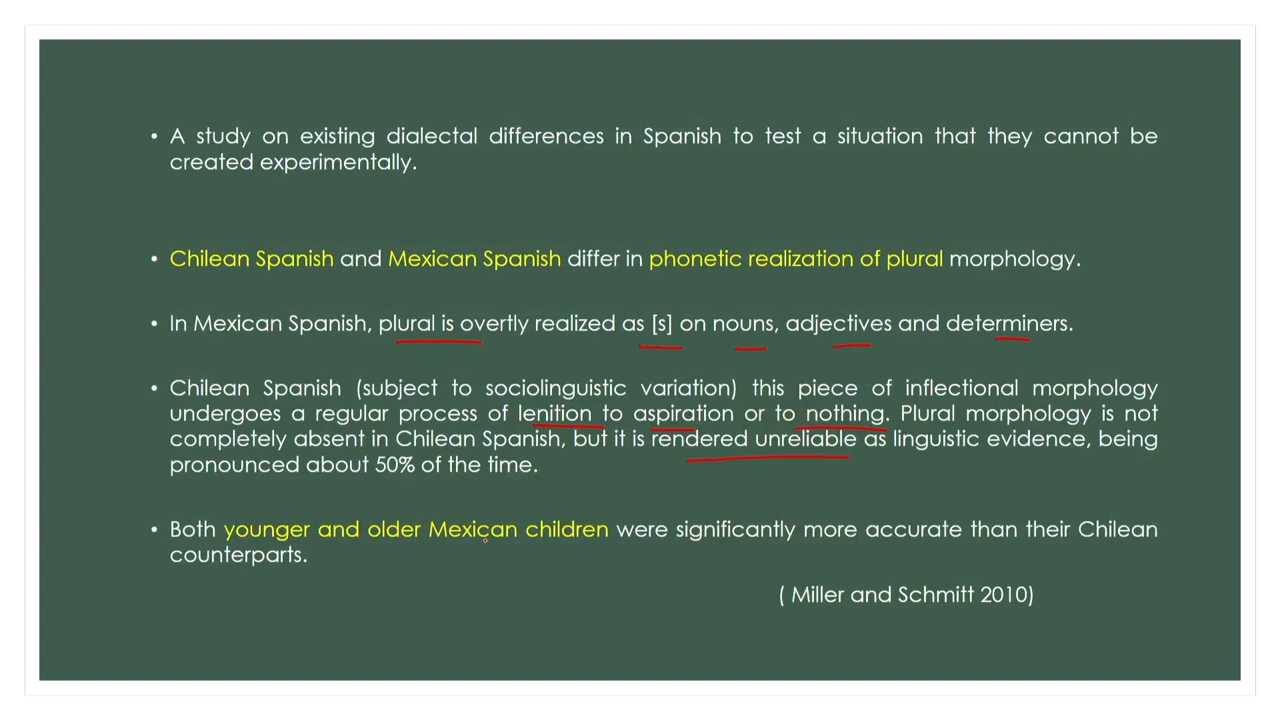 • A study on existing dialectal differences in Spanish to test a situation that they cannot be
created experimentally.
• Chilean Spanish and Mexican Spanish differ in phonetic realization of plural morphology.
• In Mexican Spanish, plural is overtly realized as [s] on nouns, adjectives and determiners.
• Chilean Spanish (subject to sociolinguistic variation) this piece of inflectional morphology
undergoes a regular process of lenition to aspiration or to nothing. Plural morphology is not
completely absent in Chilean Spanish, but it is rendered unreliable as linguistic evidence, being
pronounced about 50% of the time.
• Both younger and older Mexican children were significantly more accurate than their Chilean
counterparts.
( Miller and Schmitt 2010)